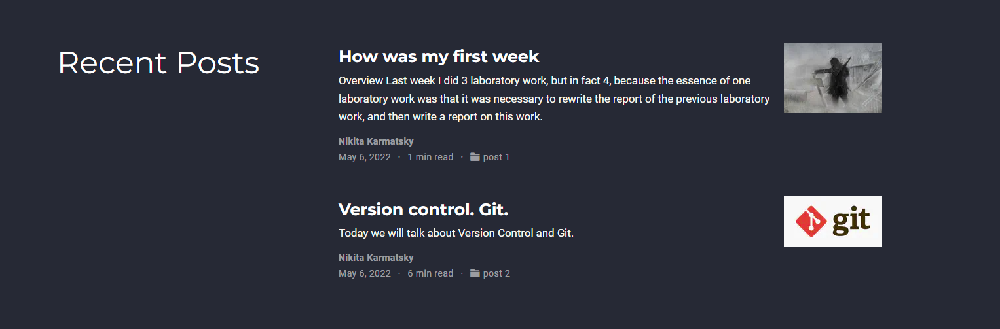 Recent Posts
How was my first week
Overview Last week I did 3 laboratory work, but in fact 4, because the essence of one
laboratory work was that it was necessary to rewrite the report of the previous laboratory
work, and then write a report on this work.
Nikita Karmatsky
May 6, 2022 · 1 min read · post 1
Version control. Git.
git
Today we will talk about Version Control and Git.
Nikita Karmatsky
May 6, 2022 · 6 min read · post 2